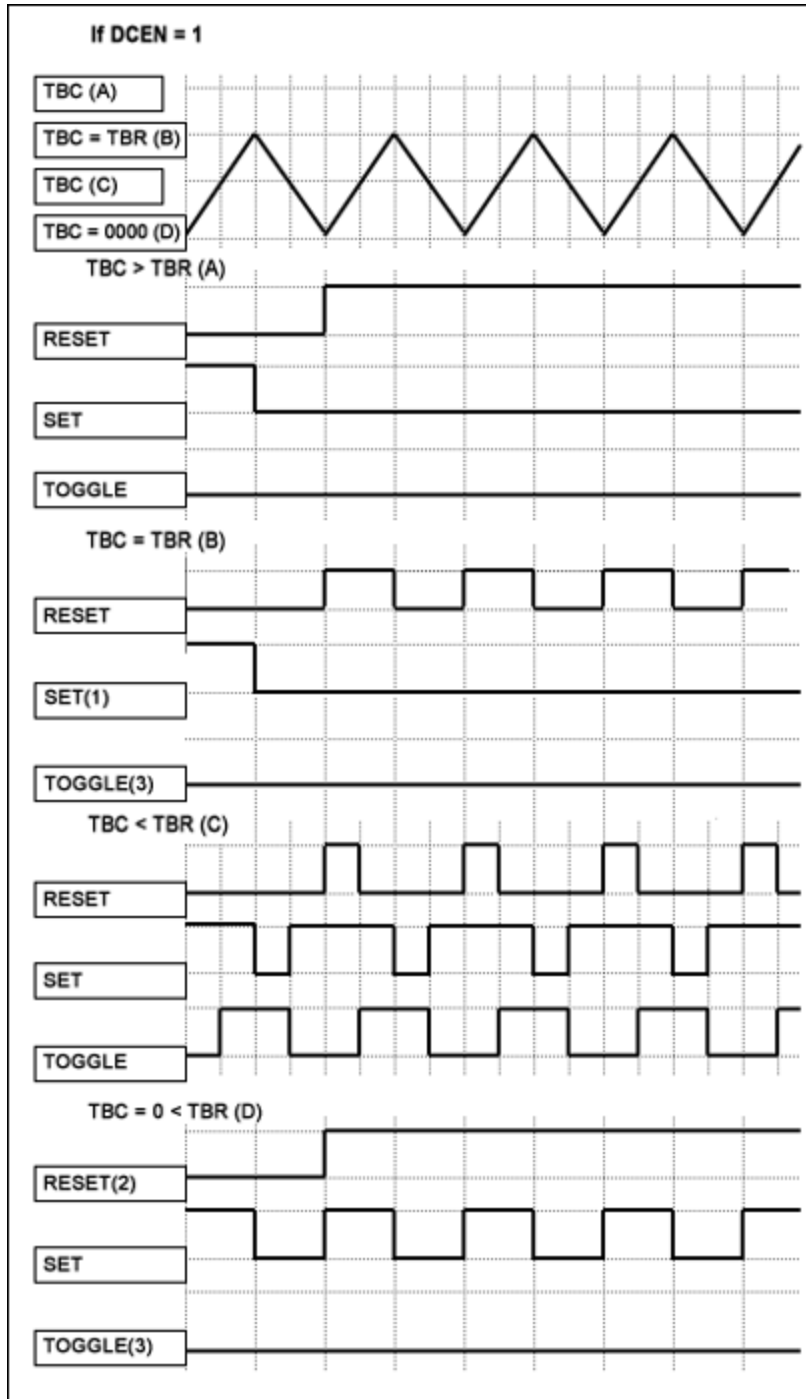 If DCEN = 1
TBC (A)
TBC = TBR (B)
TBC (C)
TBC = 0000 (D)
TBC > TBR (A)
RESET
SET
TOGGLE
TBC = TBR (B)
RESET
SET(1)
TOGGLE(3)
TBC < TBR (C)
RESET
SET
TOGGLE
TBC = 0 < TBR (D)
RESET(2)
SET
TOGGLE(3)